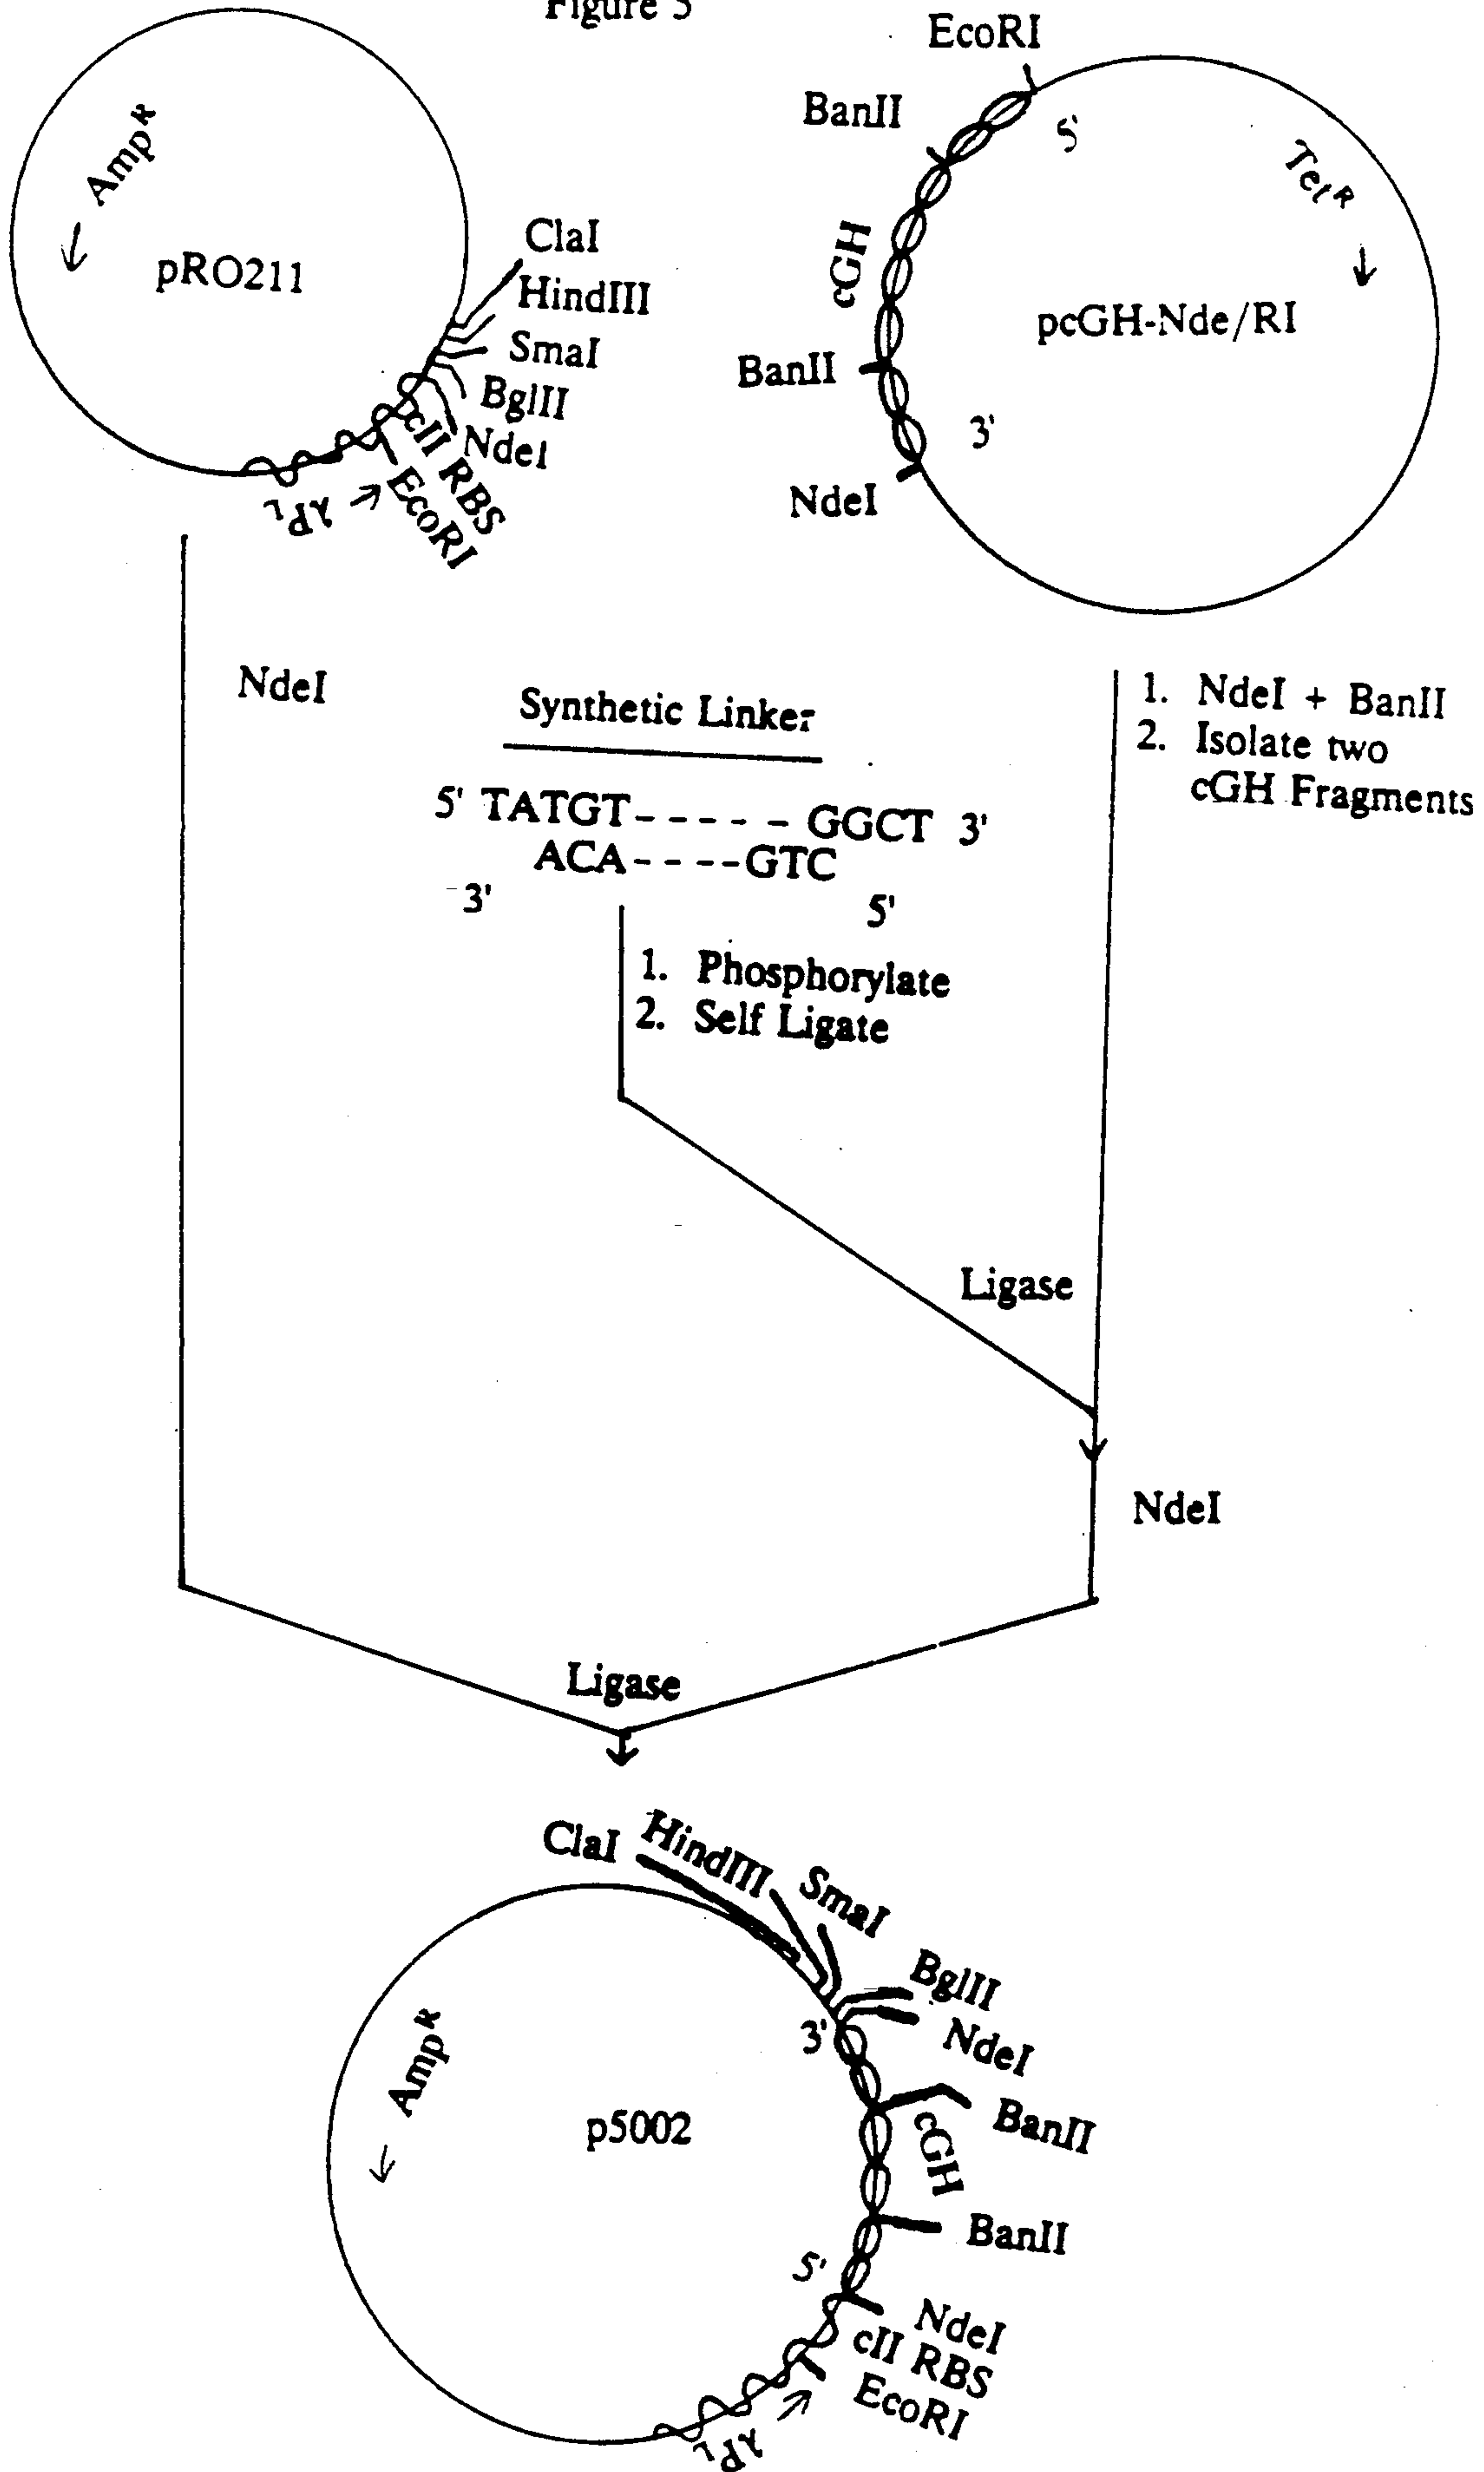 Figure 5
Amp R
pRO211
ClaI
HindIII
SmaI
BglII
NdeI
cII RBS
EcoRI
λPL
EcoRI
BanII
5'
Tet R
cGH
pcGH-Nde/RI
BanII
3'
NdeI
NdeI
Synthetic Linker
5' TATGT----- GGCT 3'
ACA----GTC
3'
5'
1. NdeI + BanII
2. Isolate two
cGH Fragments
1. Phosphorylate
2. Self Ligate
Ligase
NdeI
Ligase
ClaI
HindIII
SmaI
BglII
NdeI
3'
BanII
cGH
Amp R
p5002
BanII
5'
NdeI
cII RBS
EcoRI
λPL